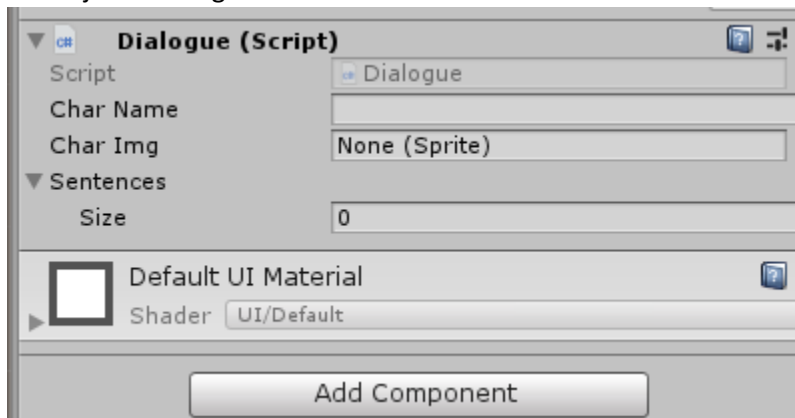 Dialogue (Script)
Script Dialogue
Char Name
Char Img None (Sprite)
Sentences
Size 0
Default UI Material
Shader UI/Default
Add Component